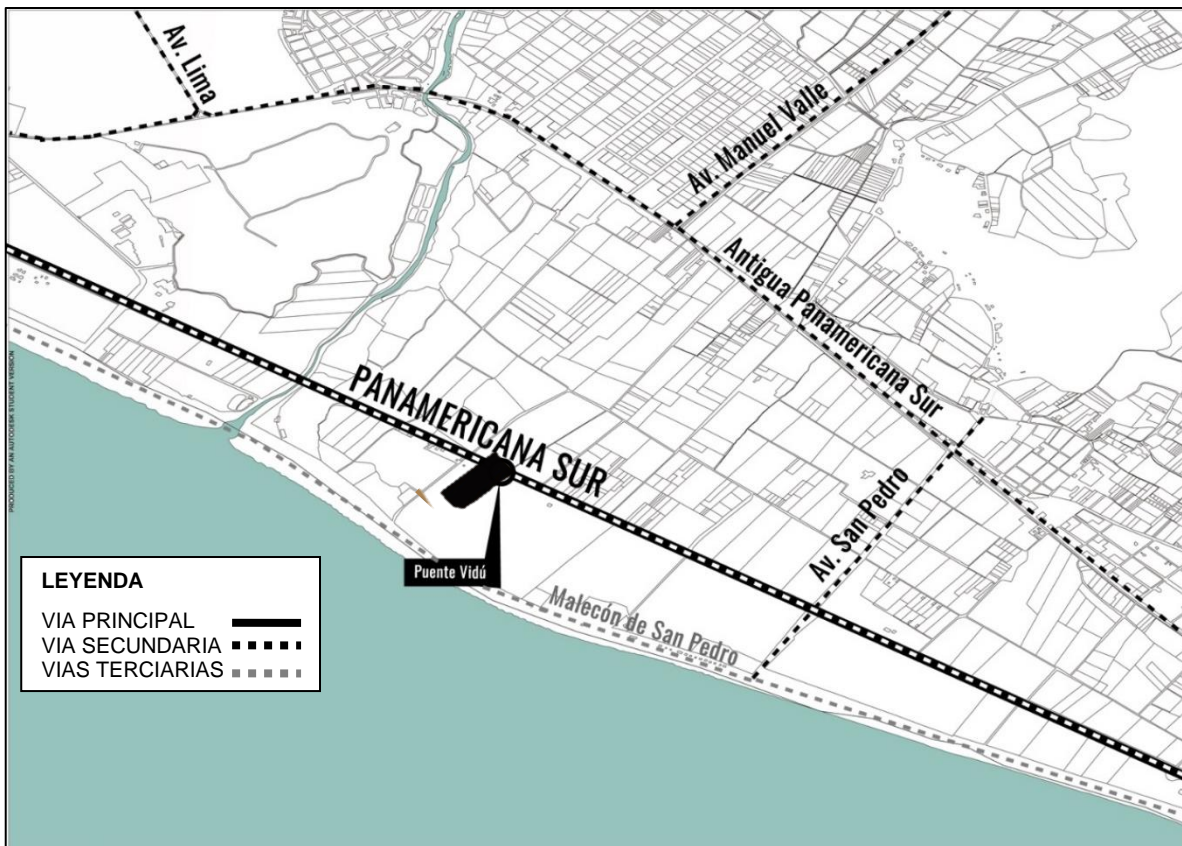 Av. Lima
Av. Manuel Valle
Antigua Panamericana Sur
PANAMERICANA SUR
Av. San Pedro
Puente Vidú
Malecón de San Pedro
PRODUCED BY AN AUTODESK STUDENT VERSION
LEYENDA
VIA PRINCIPAL
VIA SECUNDARIA
VIAS TERCIARIAS